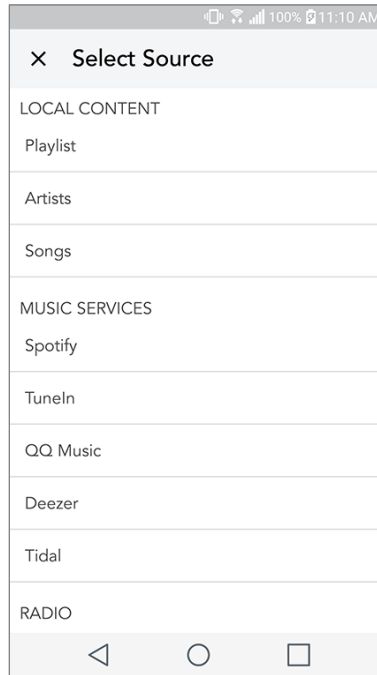 100% 11:10 AM
× Select Source
LOCAL CONTENT
Playlist
Artists
Songs
MUSIC SERVICES
Spotify
TuneIn
QQ Music
Deezer
Tidal
RADIO